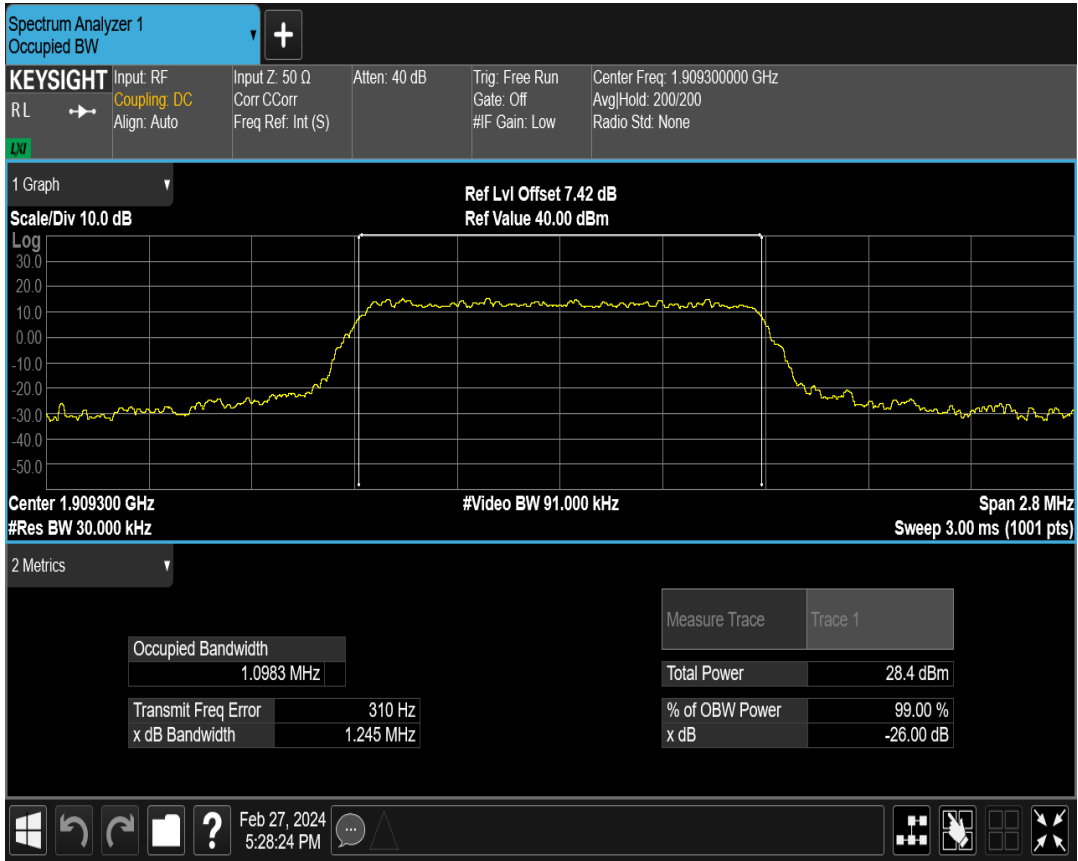 Spectrum Analyzer 1
Occupied BW
+
KEYSIGHT
R L
LXI
Input: RF
Coupling: DC
Align: Auto
Input Z: 50 Ω
Corr CCorr
Freq Ref: Int (S)
Atten: 40 dB
Trig: Free Run
Gate: Off
#IF Gain: Low
Center Freq: 1.909300000 GHz
Avg|Hold: 200/200
Radio Std: None
1 Graph
Scale/Div 10.0 dB
Ref Lvl Offset 7.42 dB
Ref Value 40.00 dBm
Log
30.0
20.0
10.0
0.00
-10.0
-20.0
-30.0
-40.0
-50.0
Center 1.909300 GHz
#Video BW 91.000 kHz
Span 2.8 MHz
#Res BW 30.000 kHz
Sweep 3.00 ms (1001 pts)
2 Metrics
Measure Trace Trace 1
Occupied Bandwidth
1.0983 MHz
Total Power 28.4 dBm
Transmit Freq Error 310 Hz
% of OBW Power 99.00 %
x dB Bandwidth 1.245 MHz
x dB -26.00 dB
?
Feb 27, 2024
5:28:24 PM